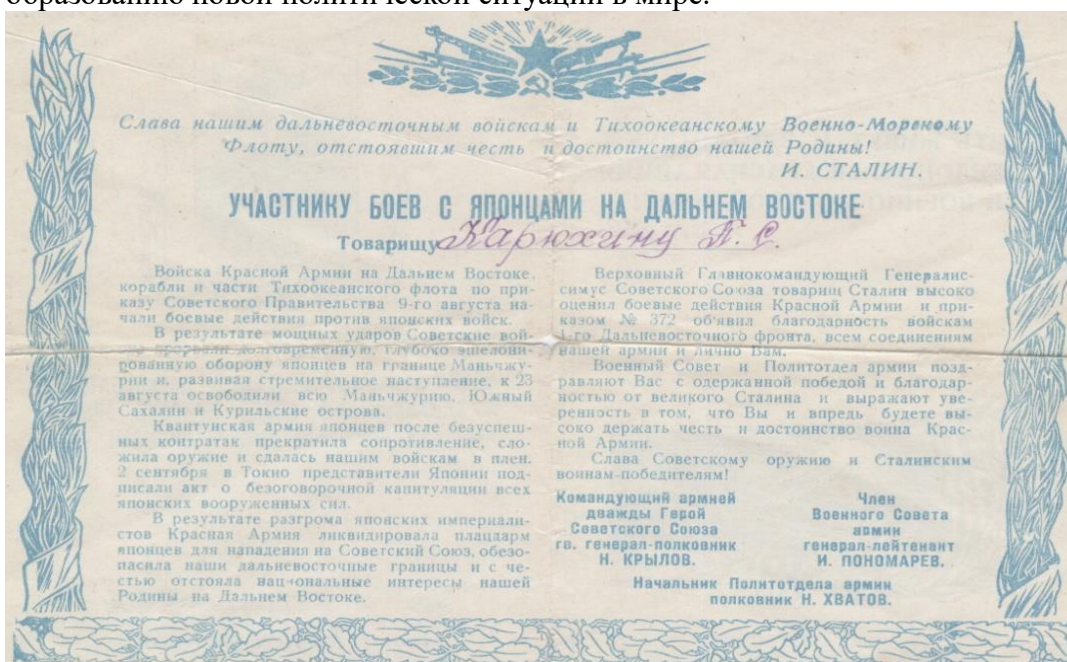 образованию новой политической ситуации в мире.
Слава нашим дальневосточным войскам и Тихоокеанскому Военно-Морскому
Флоту, отстоявшим честь и достоинство нашей Родины!
И. СТАЛИН.
УЧАСТНИКУ БОЕВ С ЯПОНЦАМИ НА ДАЛЬНЕМ ВОСТОКЕ
Товарищу Карюхину П. С.
Войска Красной Армии на Дальнем Востоке,
корабли и части Тихоокеанского флота по при-
казу Советского Правительства 9-го августа на-
чали боевые действия против японских войск.
В результате мощных ударов Советские вой-
ска прорвали долговременную, глубоко эшелони-
рованную оборону японцев на границе Маньчжу-
рии и, развивая стремительное наступление, к 23
августа освободили всю Маньчжурию, Южный
Сахалин и Курильские острова.
Квантунская армия японцев после безуспеш-
ных контратак прекратила сопротивление, сло-
жила оружие и сдалась нашим войскам в плен.
2 сентября в Токио представители Японии под-
писали акт о безоговорочной капитуляции всех
японских вооруженных сил.
В результате разгрома японских империали-
стов Красная Армия ликвидировала плацдарм
японцев для нападения на Советский Союз, обезо-
пасила наши дальневосточные границы и с че-
стью отстояла национальные интересы нашей
Родины на Дальнем Востоке.
Верховный Главнокомандующий Генералис-
симус Советского Союза товарищ Сталин высоко
оценил боевые действия Красной Армии и при-
казом № 372 об'явил благодарность войскам
1-го Дальневосточного фронта, всем соединениям
нашей армии и лично Вам.
Военный Совет и Политотдел армии позд-
равляют Вас с одержанной победой и благодар-
ностью от великого Сталина и выражают уве-
ренность в том, что Вы и впредь будете вы-
соко держать честь и достоинство воина Крас-
ной Армии.
Слава Советскому оружию и Сталинским
воинам-победителям!
Командующий армией
дважды Герой
Советского Союза
гв. генерал-полковник
Н. КРЫЛОВ.
Член
Военного Совета
армии
генерал-лейтенант
И. ПОНОМАРЕВ.
Начальник Политотдела армии
полковник Н. ХВАТОВ.